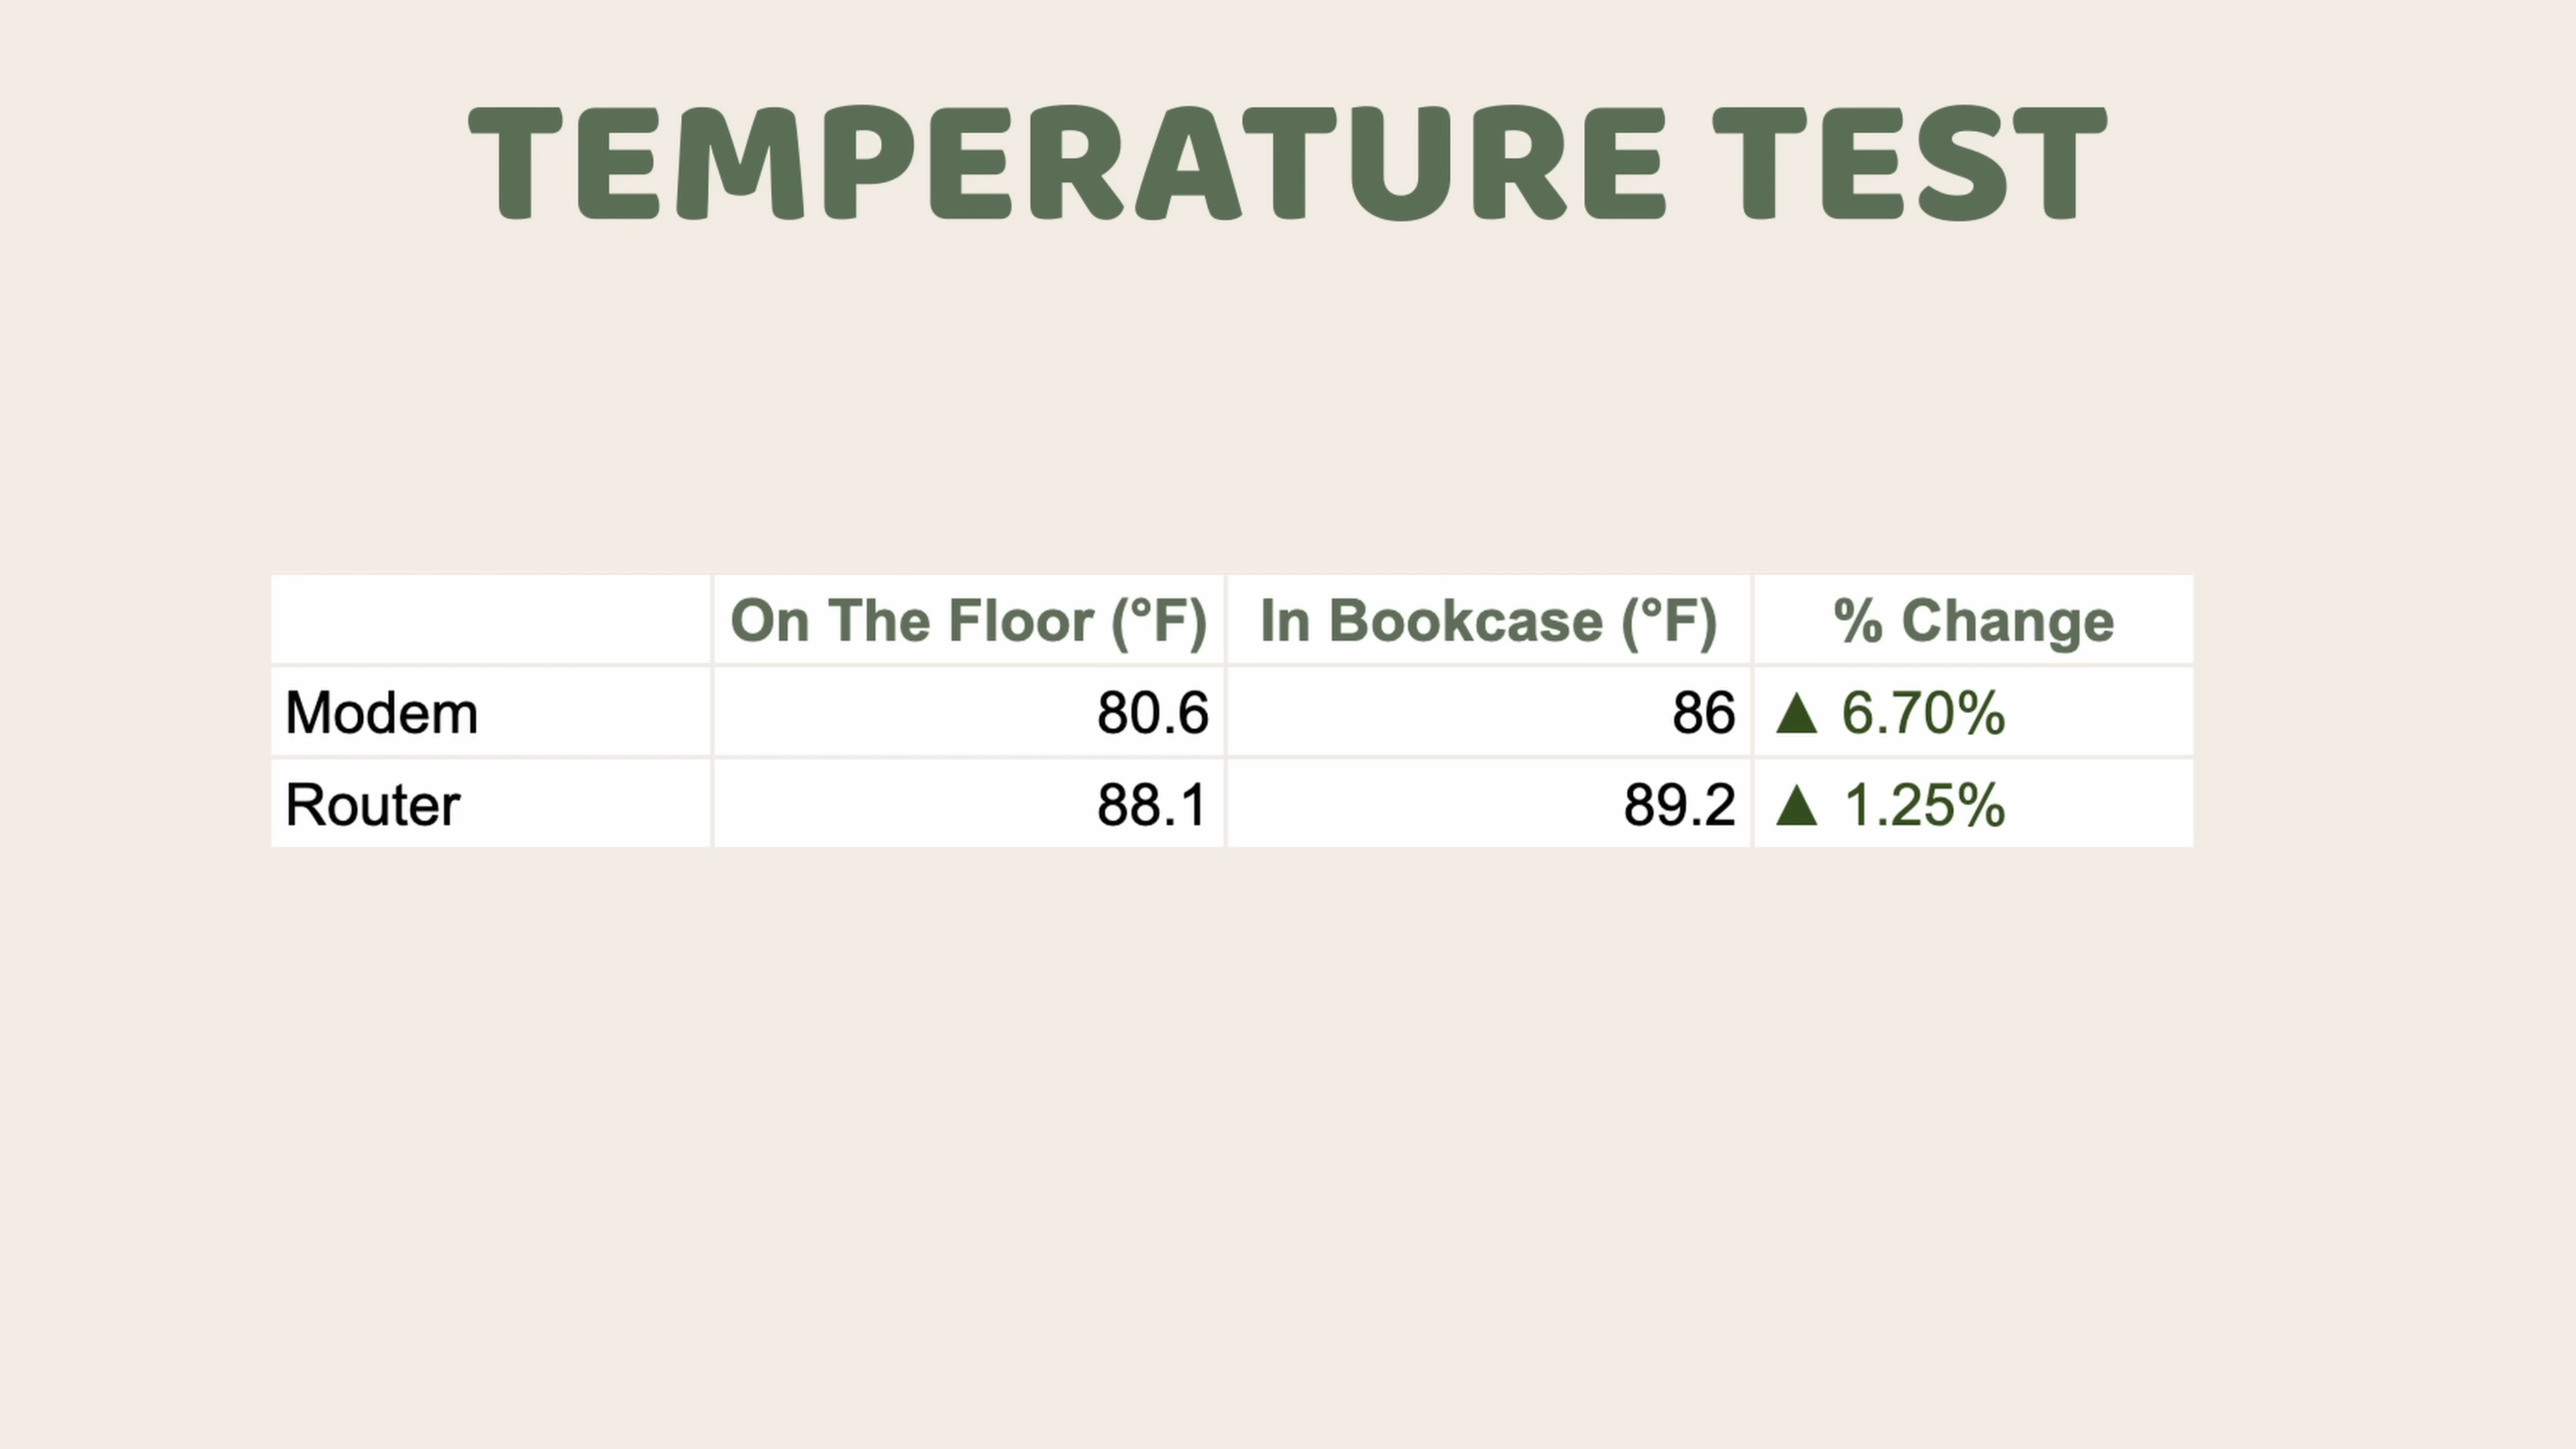 TEMPERATURE TEST
On The Floor (°F) In Bookcase (°F) % Change
Modem 80.6 86 ▲ 6.70%
Router 88.1 89.2 ▲ 1.25%